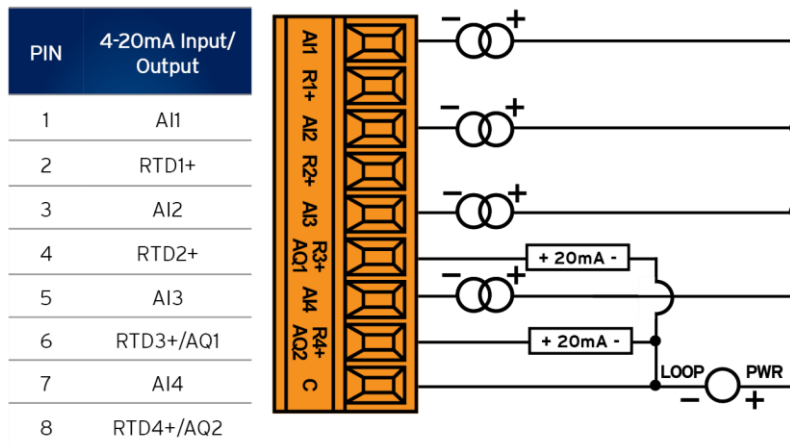 PIN 4-20mA Input/
Output
1 AI1
2 RTD1+
3 AI2
4 RTD2+
5 AI3
6 RTD3+/AQ1
7 AI4
8 RTD4+/AQ2
AI1
R1+
AI2
R2+
AI3
R3+
AQ1
AI4
R4+
AQ2
C
- +
- +
- +
+ 20mA -
- +
+ 20mA -
LOOP PWR
- +